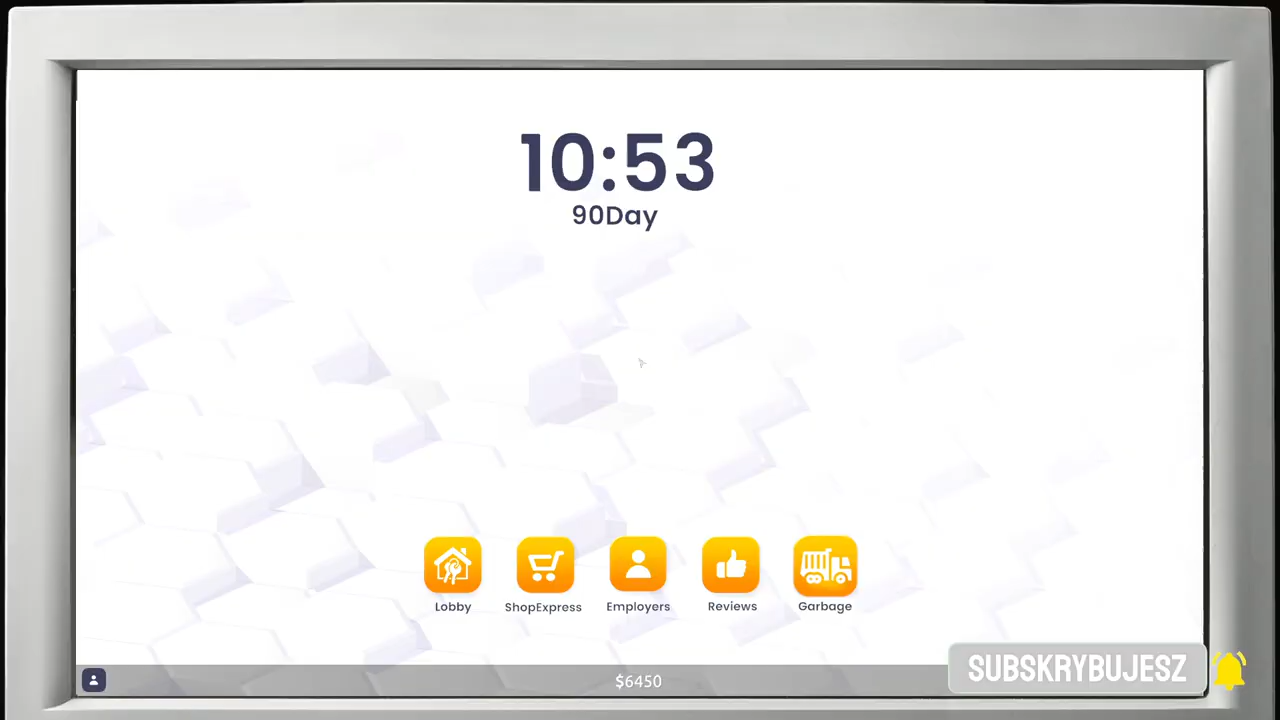 10:53
90Day
Lobby
ShopExpress
Employers
Reviews
Garbage
$6450
SUBSKRYBUJESZ